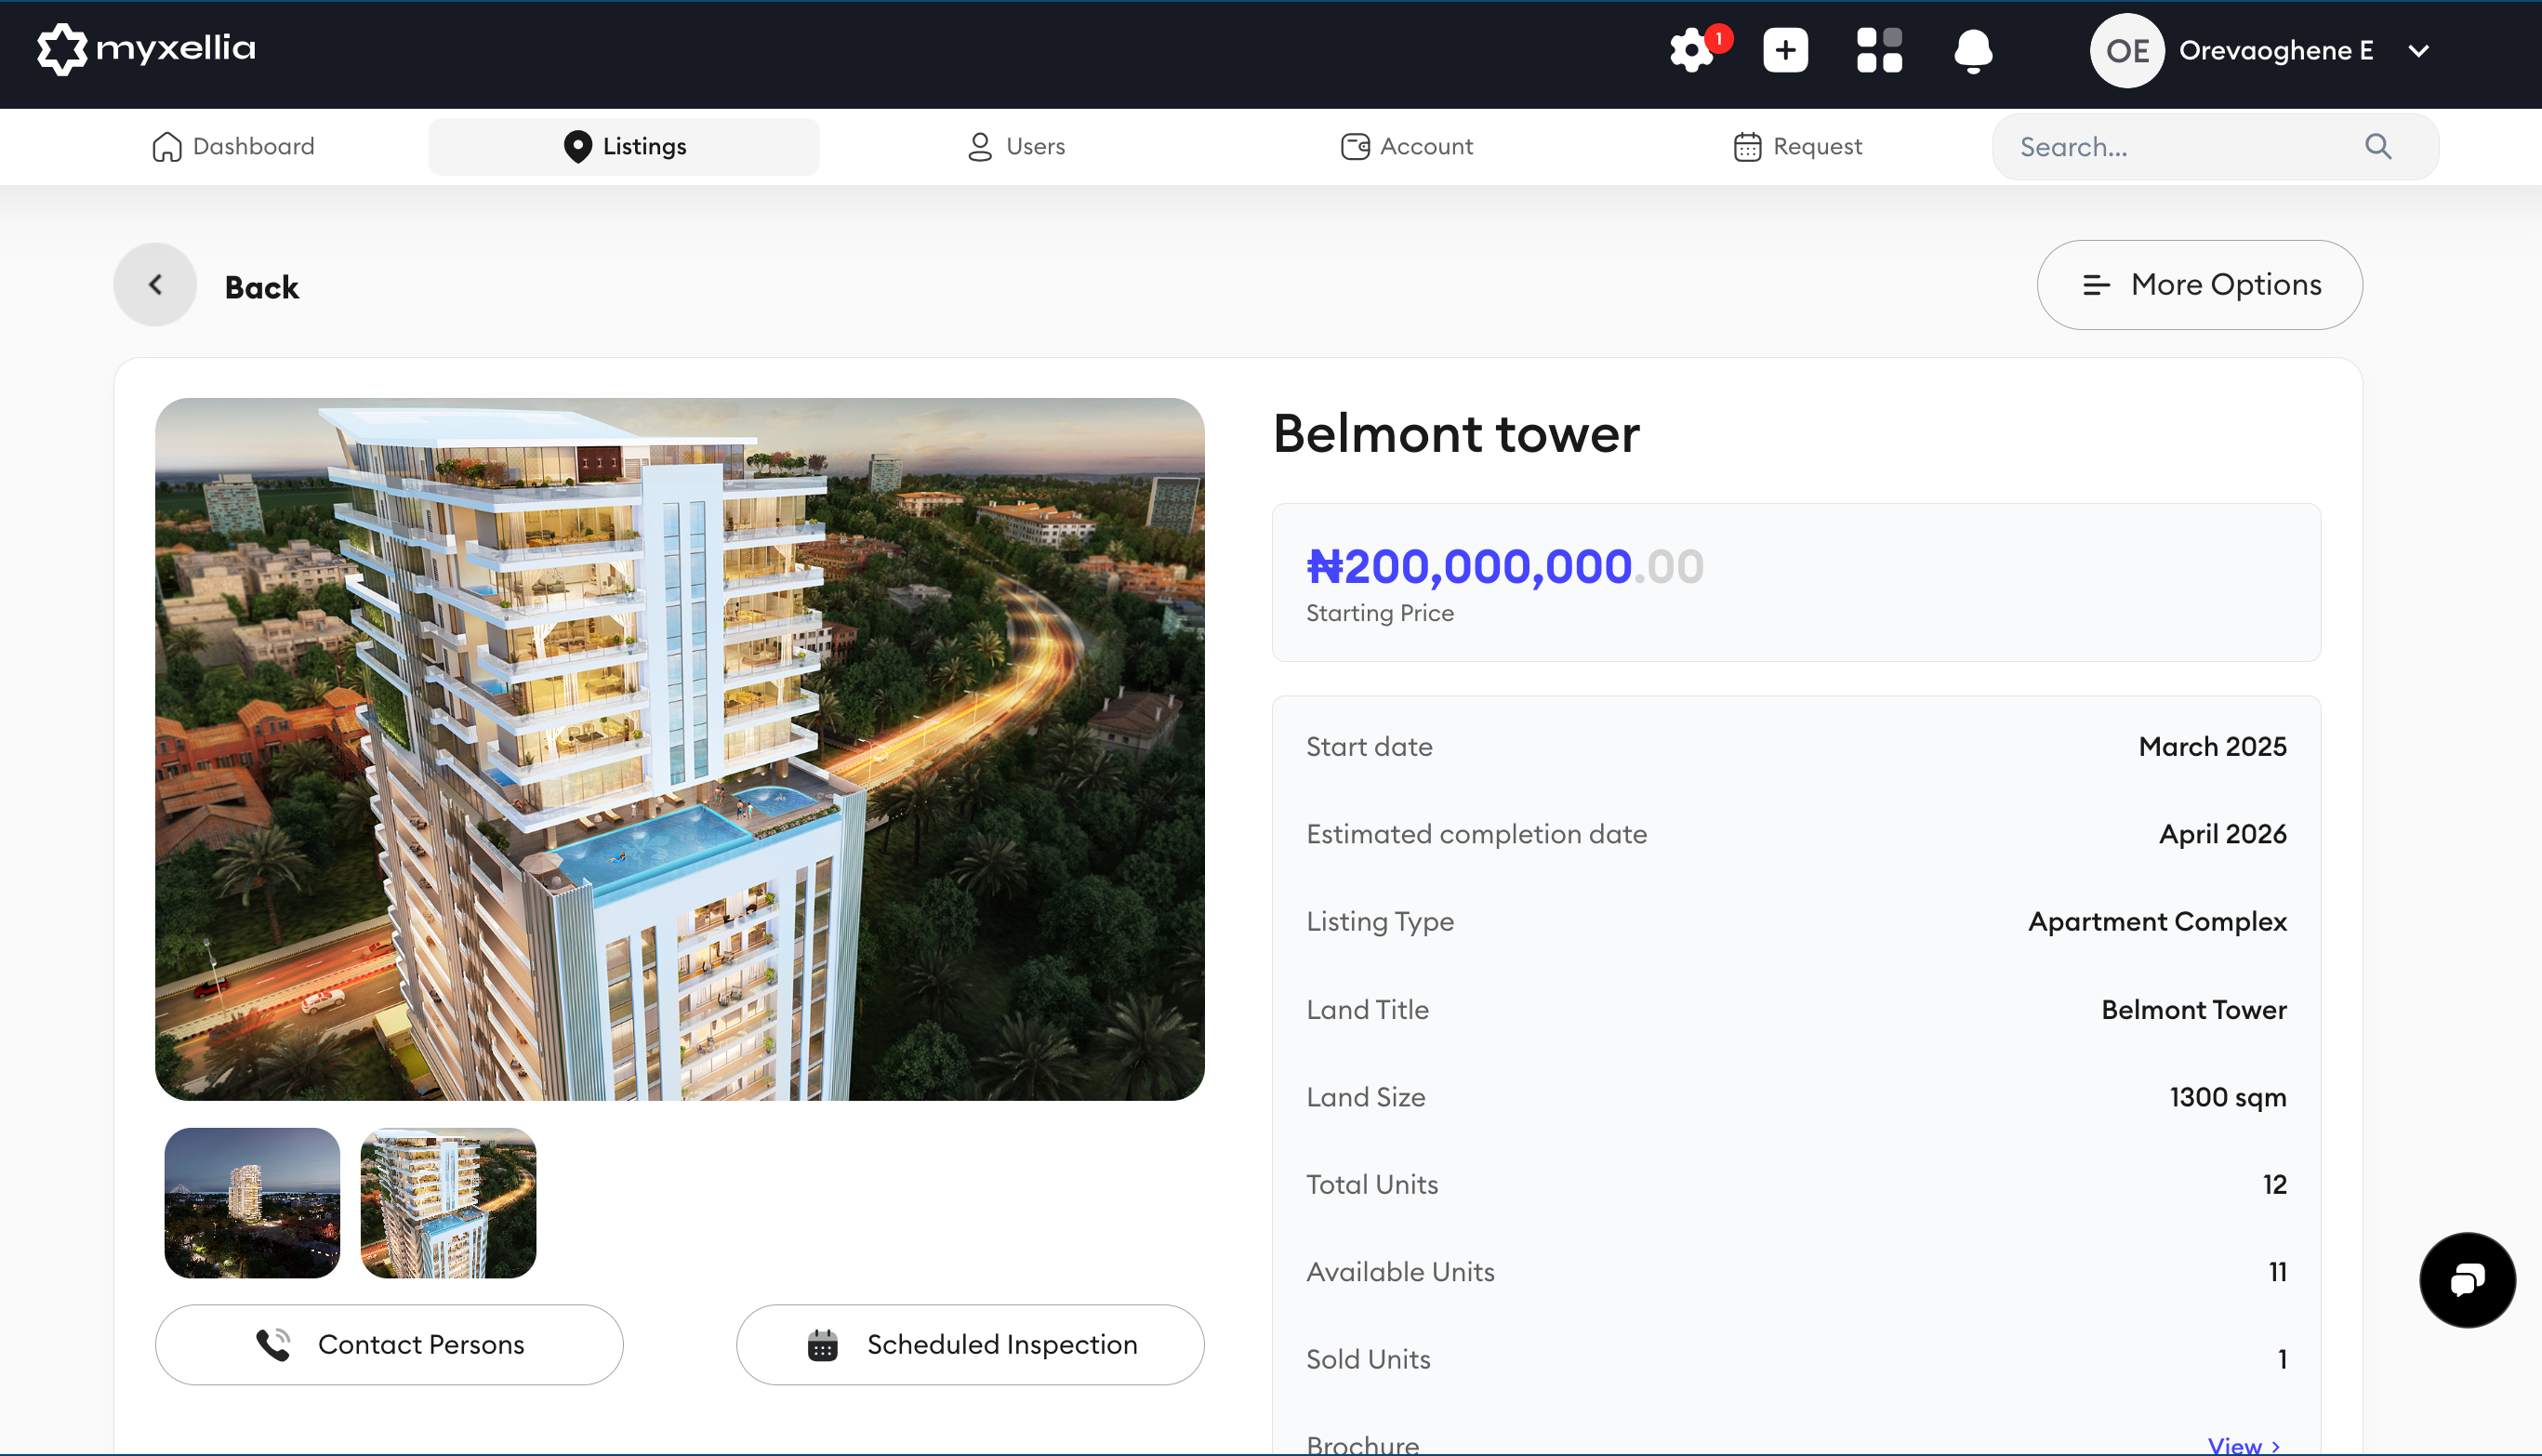 myxellia
1
OE
Orevaoghene E
Dashboard
Listings
Users
Account
Request
Search...
Back
More Options
Belmont tower
₦200,000,000.00
Starting Price
Start date March 2025
Estimated completion date April 2026
Listing Type Apartment Complex
Land Title Belmont Tower
Land Size 1300 sqm
Total Units 12
Available Units 11
Sold Units 1
Brochure View >
Contact Persons
Scheduled Inspection